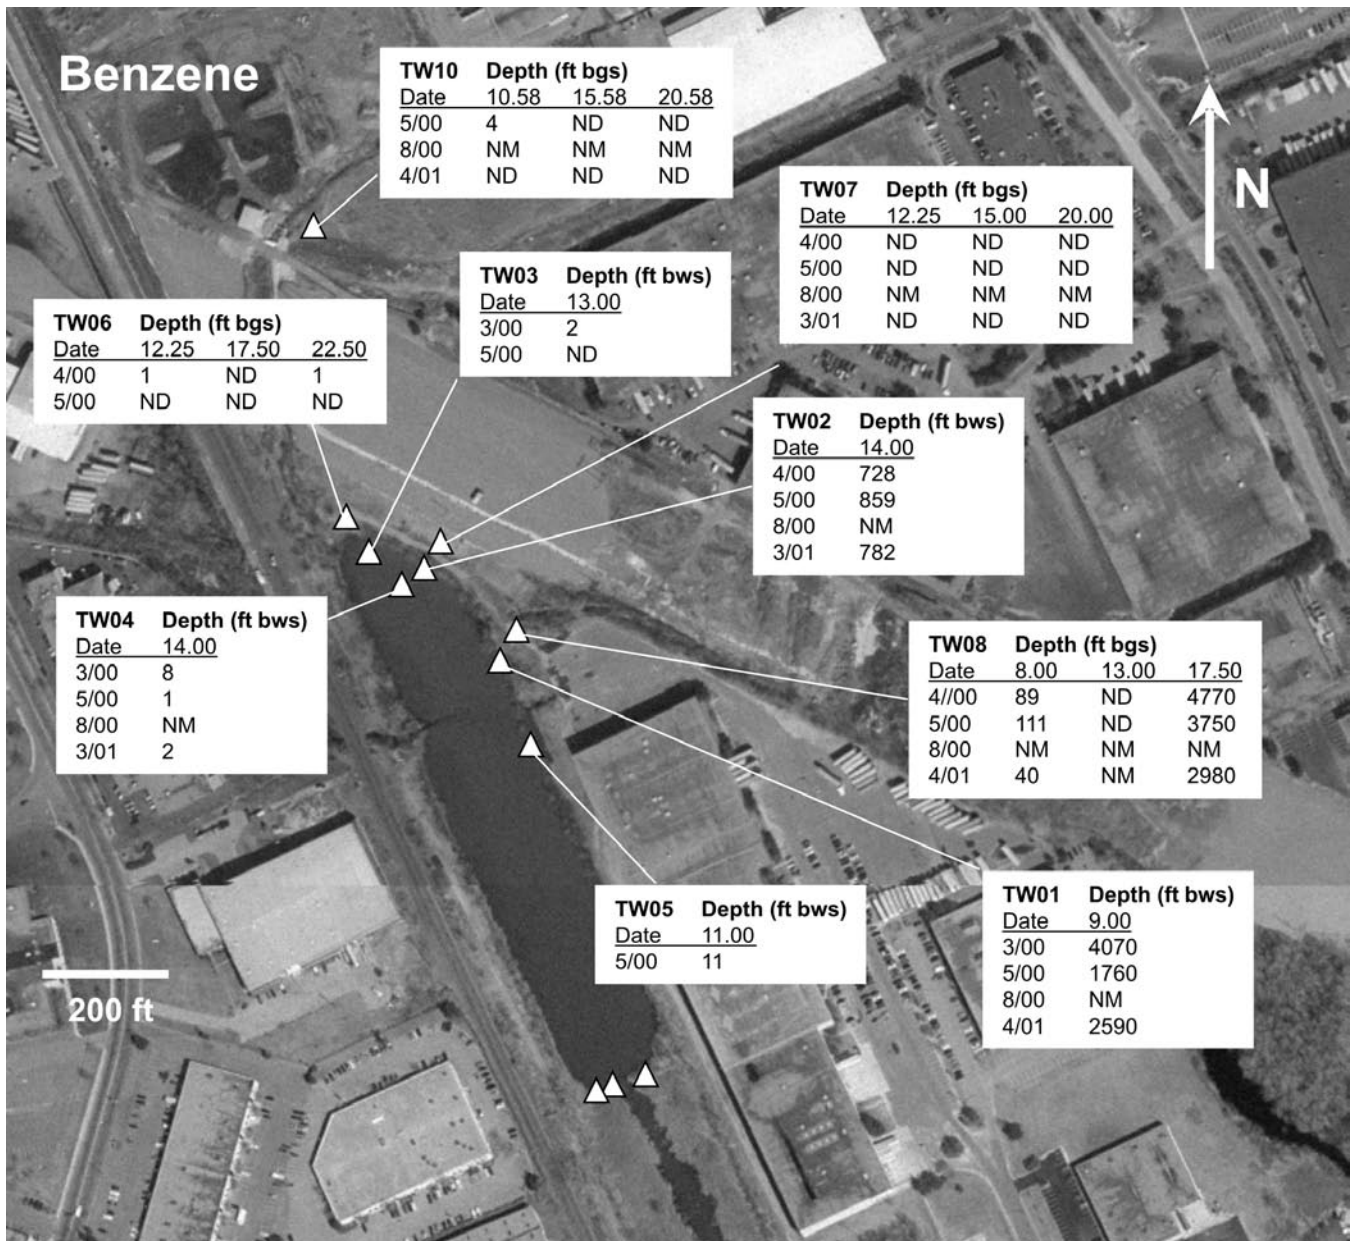 Benzene
TW10 Depth (ft bgs)
Date 10.58 15.58 20.58
5/00 4 ND ND
8/00 NM NM NM
4/01 ND ND ND
TW07 Depth (ft bgs)
Date 12.25 15.00 20.00
4/00 ND ND ND
5/00 ND ND ND
8/00 NM NM NM
3/01 ND ND ND
N
TW03 Depth (ft bws)
Date 13.00
3/00 2
5/00 ND
TW06 Depth (ft bgs)
Date 12.25 17.50 22.50
4/00 1 ND 1
5/00 ND ND ND
TW02 Depth (ft bws)
Date 14.00
4/00 728
5/00 859
8/00 NM
3/01 782
TW04 Depth (ft bws)
Date 14.00
3/00 8
5/00 1
8/00 NM
3/01 2
TW08 Depth (ft bgs)
Date 8.00 13.00 17.50
4//00 89 ND 4770
5/00 111 ND 3750
8/00 NM NM NM
4/01 40 NM 2980
TW05 Depth (ft bws)
Date 11.00
5/00 11
TW01 Depth (ft bws)
Date 9.00
3/00 4070
5/00 1760
8/00 NM
4/01 2590
200 ft